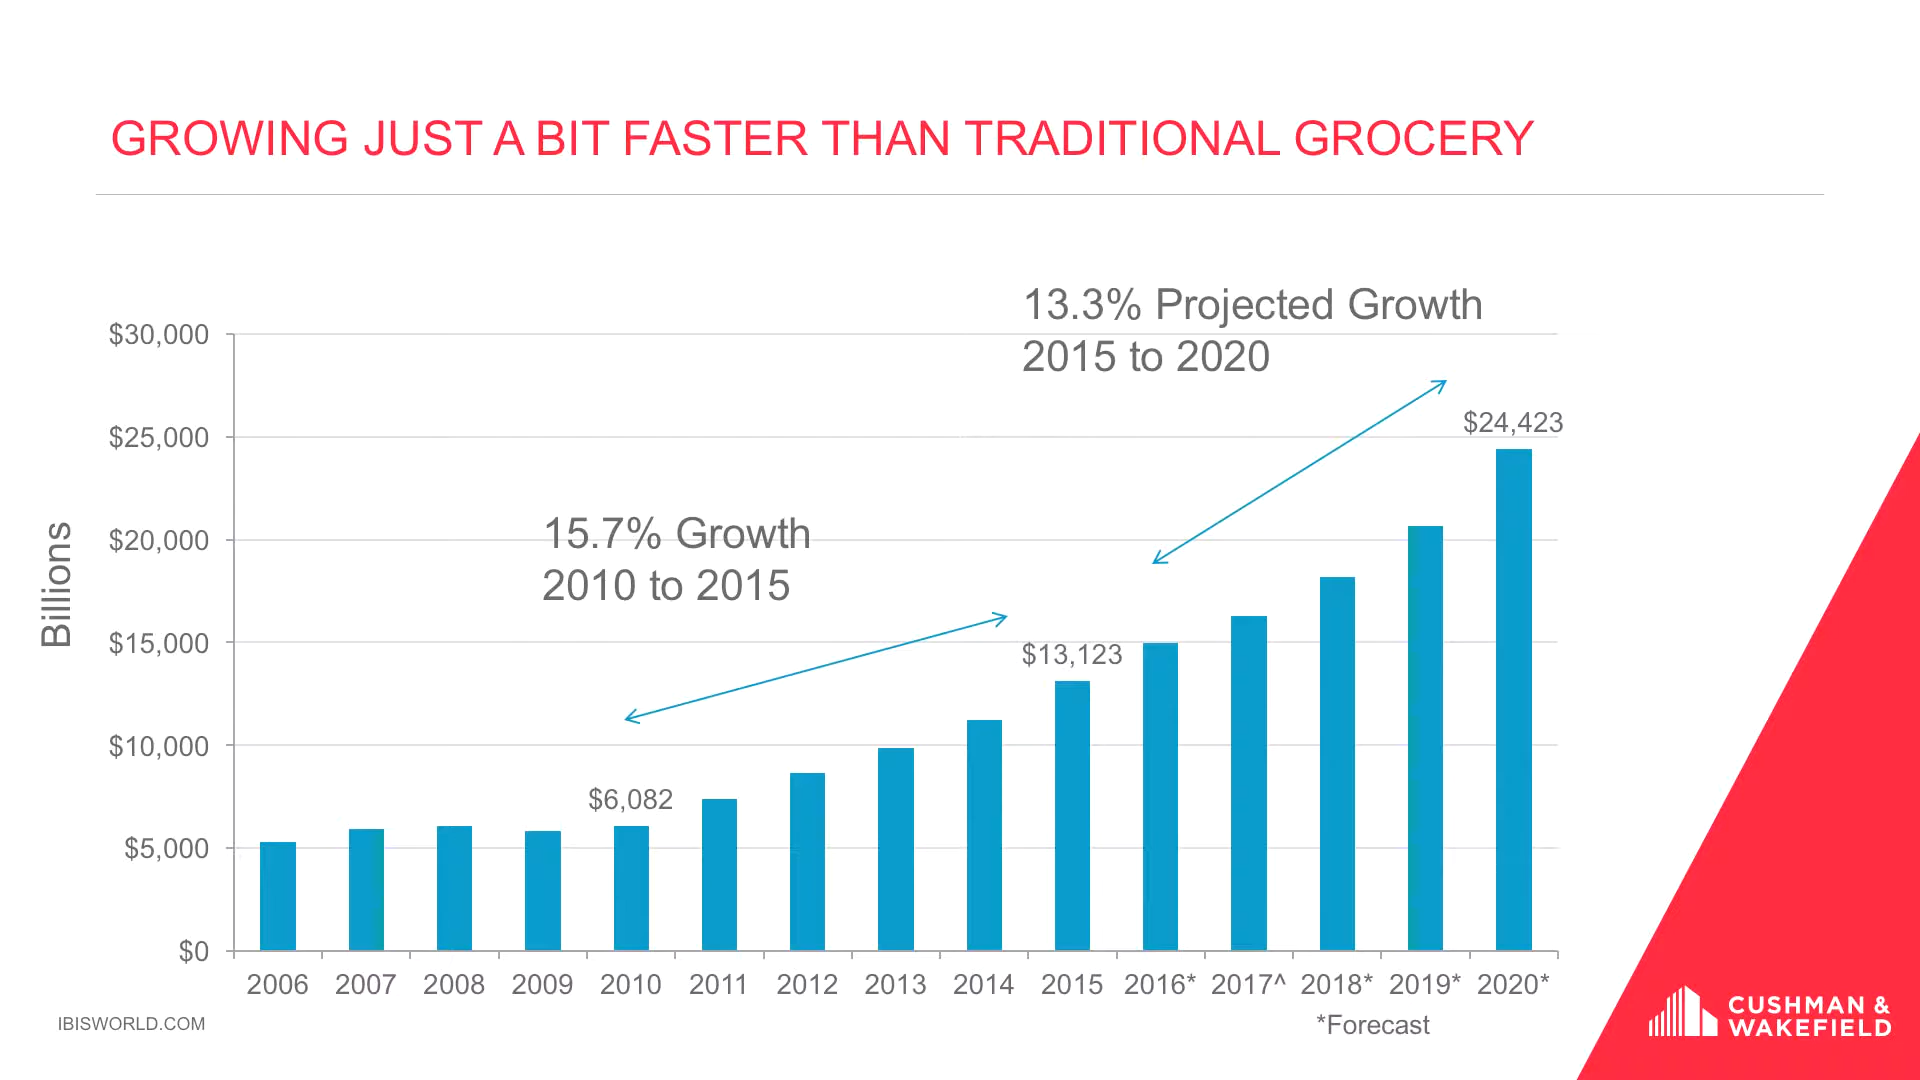 GROWING JUST A BIT FASTER THAN TRADITIONAL GROCERY
13.3% Projected Growth
2015 to 2020
15.7% Growth
2010 to 2015
Billions
$30,000
$25,000
$20,000
$15,000
$10,000
$5,000
$0
$6,082
$13,123
$24,423
2006 2007 2008 2009 2010 2011 2012 2013 2014 2015 2016* 2017^ 2018* 2019* 2020*
IBISWORLD.COM
*Forecast
CUSHMAN &
WAKEFIELD